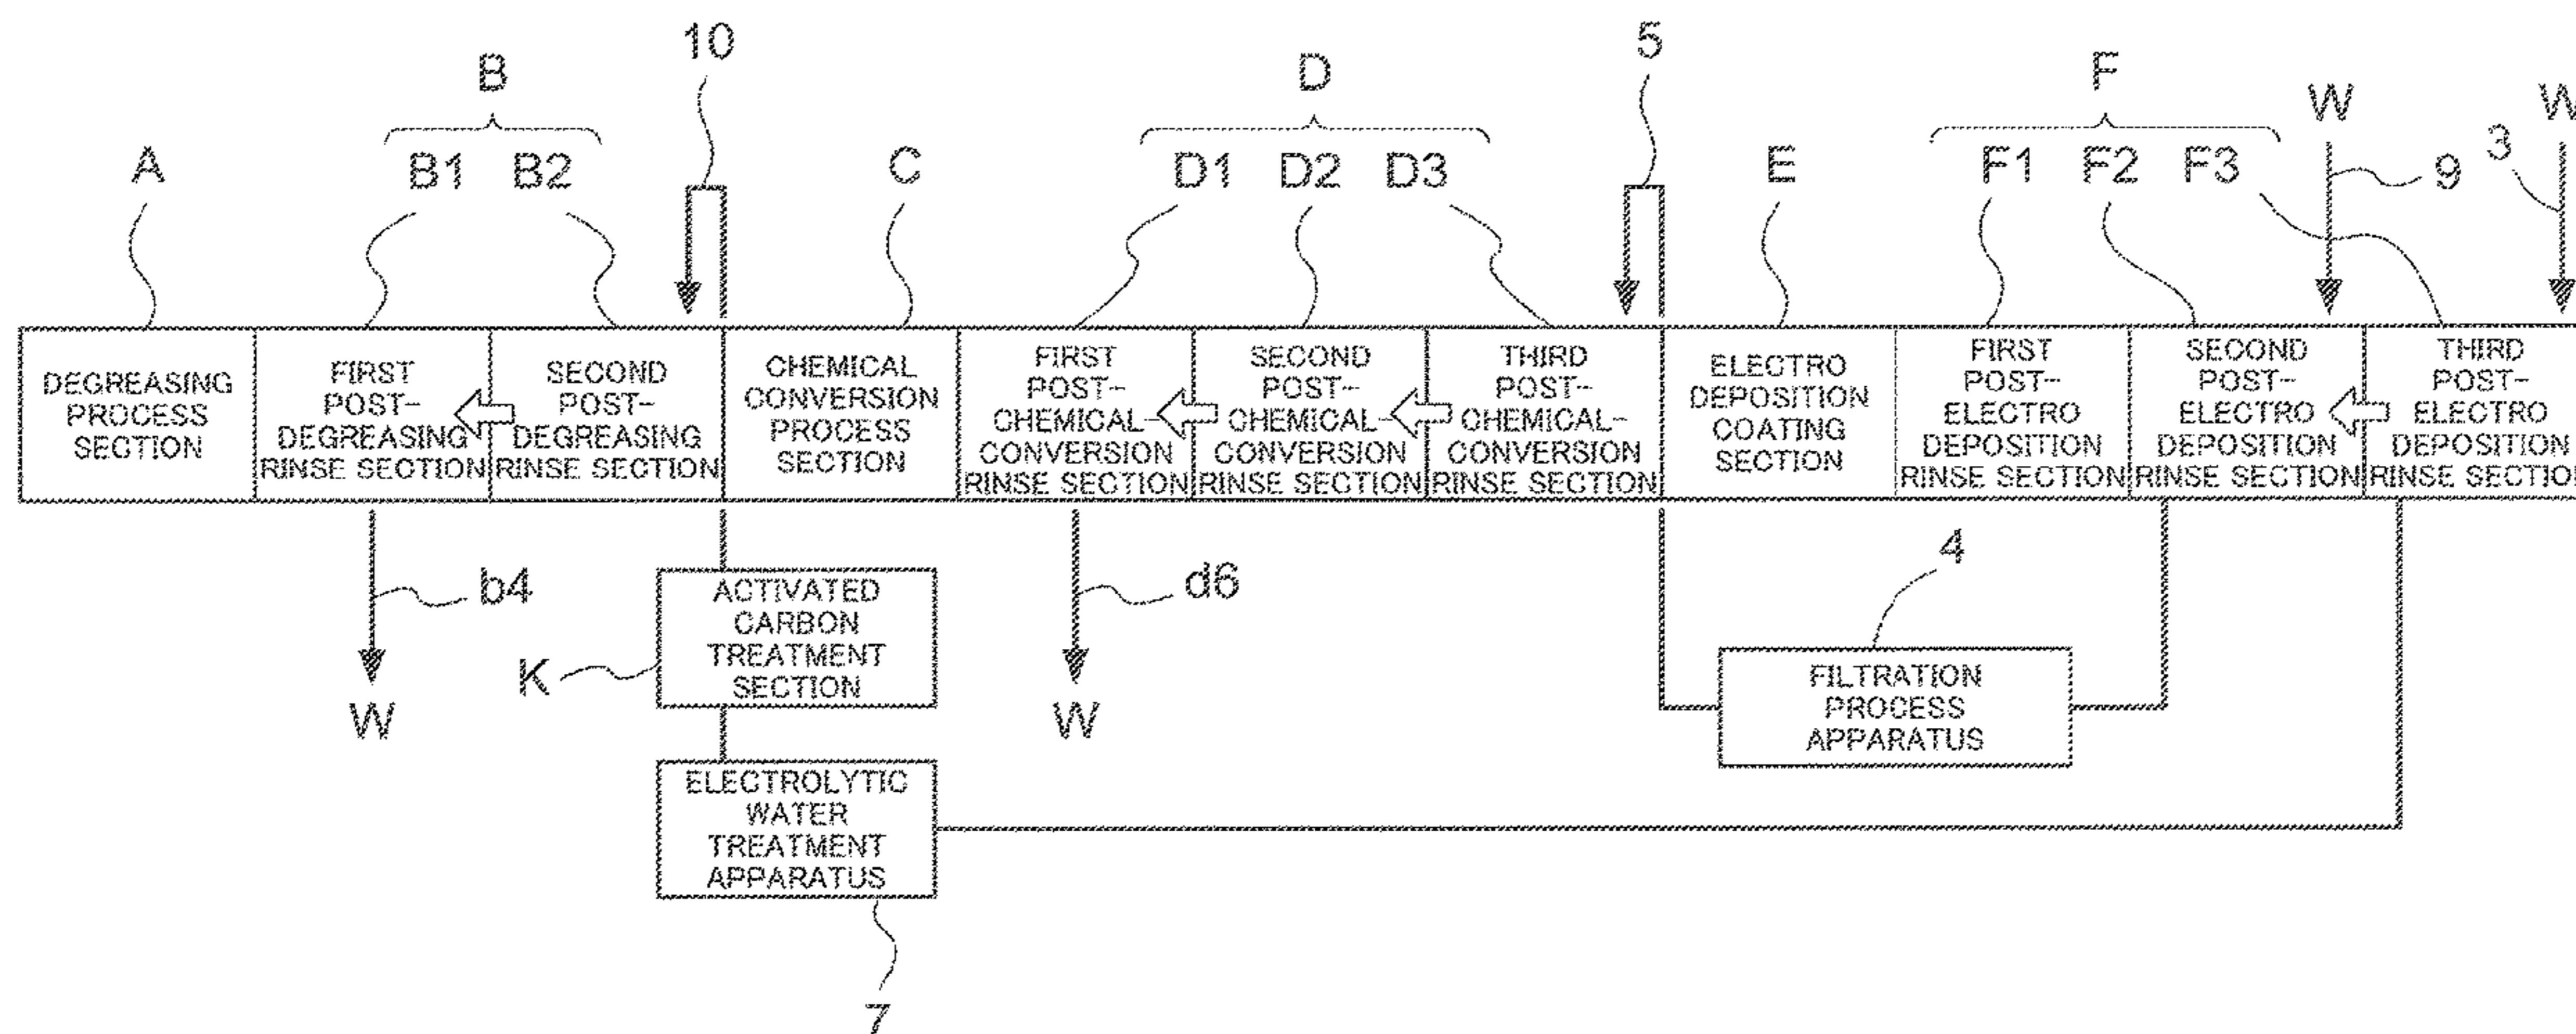 10
5
B
D
F
W
W
A
B1
B2
C
D1
D2
D3
E
F1
F2
F3
9
3
DEGREASING
PROCESS
SECTION
FIRST
POST-
DEGREASING
RINSE SECTION
SECOND
POST-
DEGREASING
RINSE SECTION
CHEMICAL
CONVERSION
PROCESS
SECTION
FIRST
POST-
CHEMICAL-
CONVERSION
RINSE SECTION
SECOND
POST-
CHEMICAL-
CONVERSION
RINSE SECTION
THIRD
POST-
CHEMICAL-
CONVERSION
RINSE SECTION
ELECTRO
DEPOSITION
COATING
SECTION
FIRST
POST-
ELECTRO
DEPOSITION
RINSE SECTION
SECOND
POST-
ELECTRO
DEPOSITION
RINSE SECTION
THIRD
POST-
ELECTRO
DEPOSITION
RINSE SECTION
b4
W
K
ACTIVATED
CARBON
TREATMENT
SECTION
d6
W
4
FILTRATION
PROCESS
APPARATUS
ELECTROLYTIC
WATER
TREATMENT
APPARATUS
7